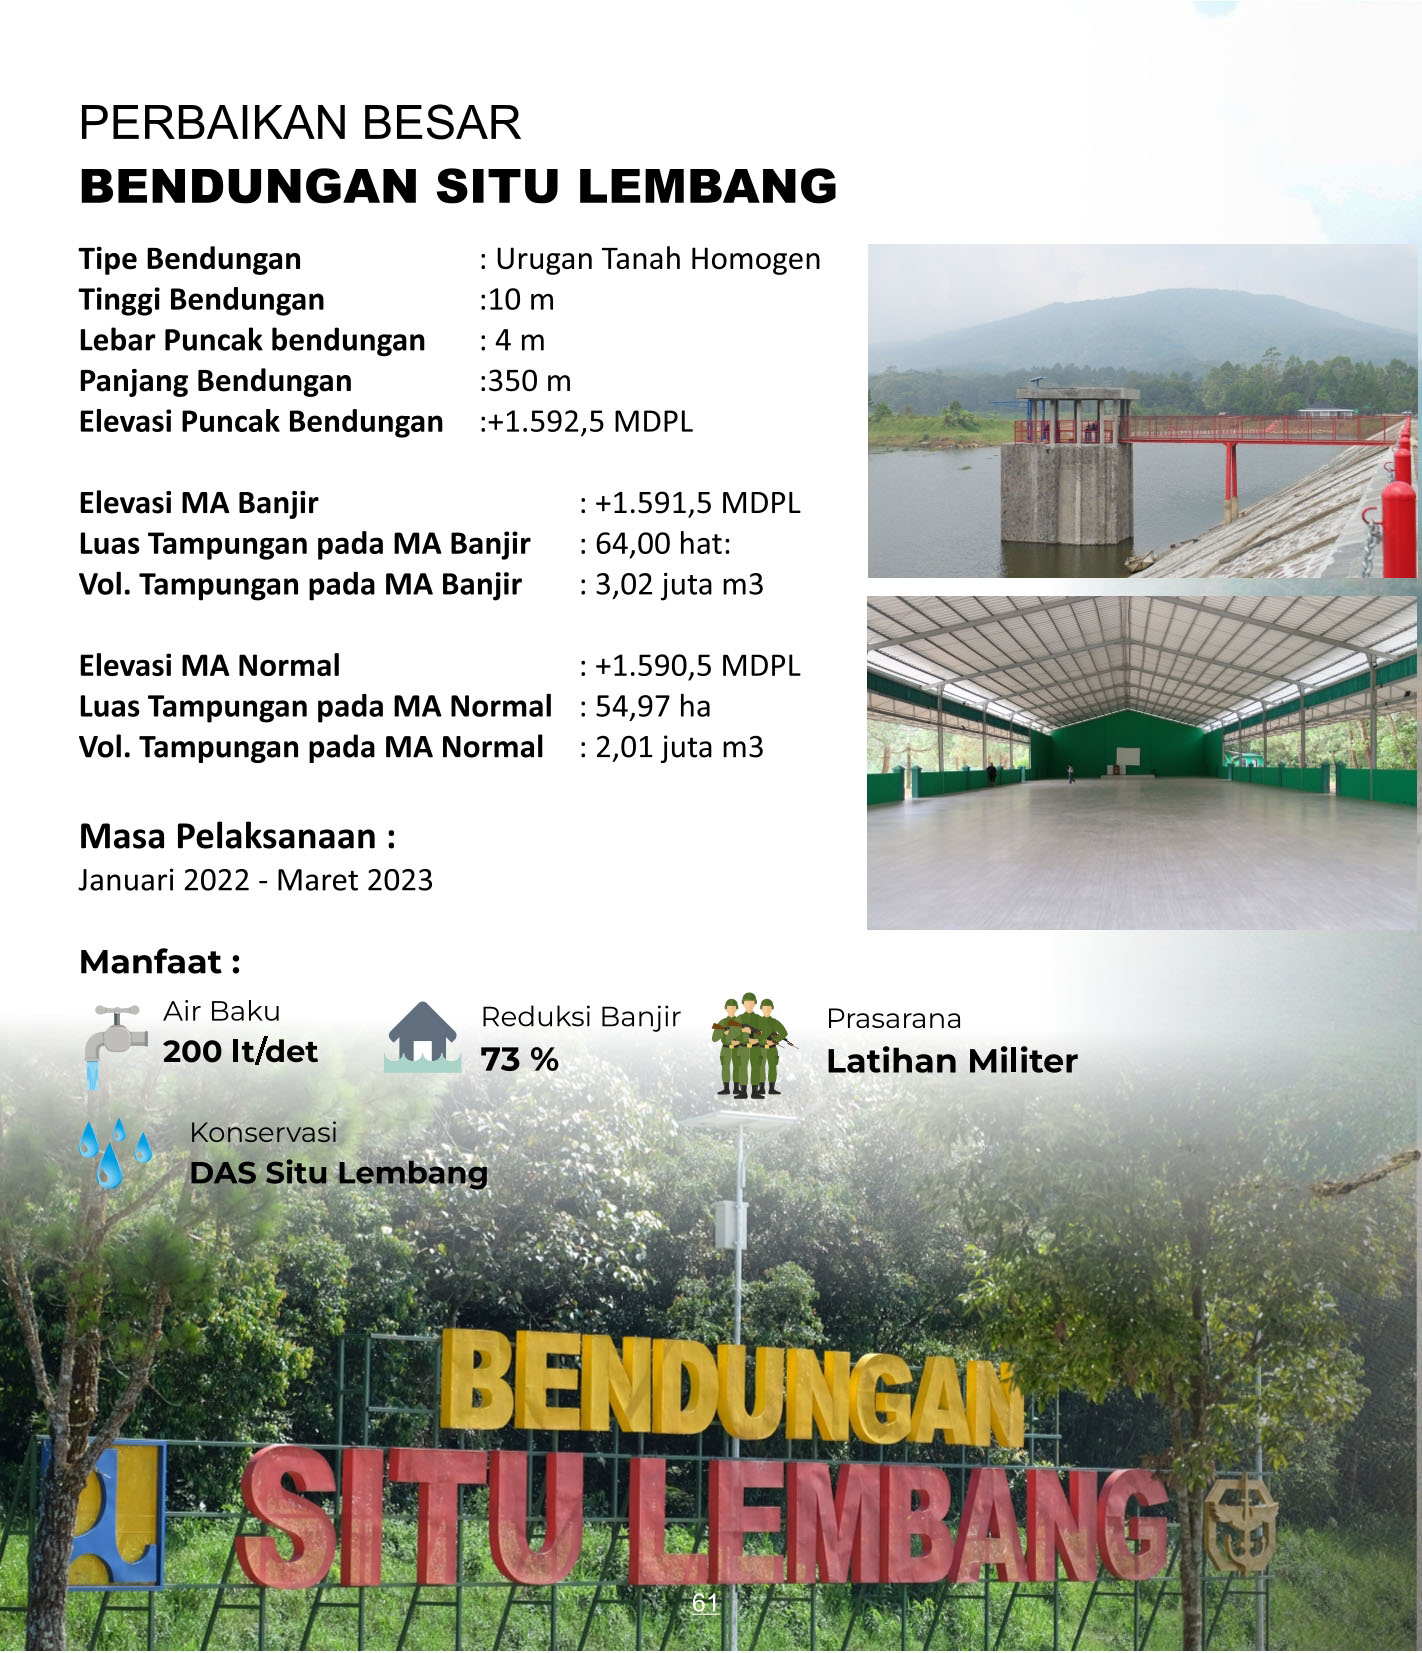 PERBAIKAN BESAR
BENDUNGAN SITU LEMBANG
Tipe Bendungan : Urugan Tanah Homogen
Tinggi Bendungan :10 m
Lebar Puncak bendungan : 4 m
Panjang Bendungan :350 m
Elevasi Puncak Bendungan :+1.592,5 MDPL
Elevasi MA Banjir : +1.591,5 MDPL
Luas Tampungan pada MA Banjir : 64,00 hat:
Vol. Tampungan pada MA Banjir : 3,02 juta m3
Elevasi MA Normal : +1.590,5 MDPL
Luas Tampungan pada MA Normal : 54,97 ha
Vol. Tampungan pada MA Normal : 2,01 juta m3
Masa Pelaksanaan :
Januari 2022 - Maret 2023
Manfaat :
Air Baku
200 lt/det
Reduksi Banjir
73 %
Prasarana
Latihan Militer
Konservasi
DAS Situ Lembang
BENDUNGAN
SITU LEMBANG
61